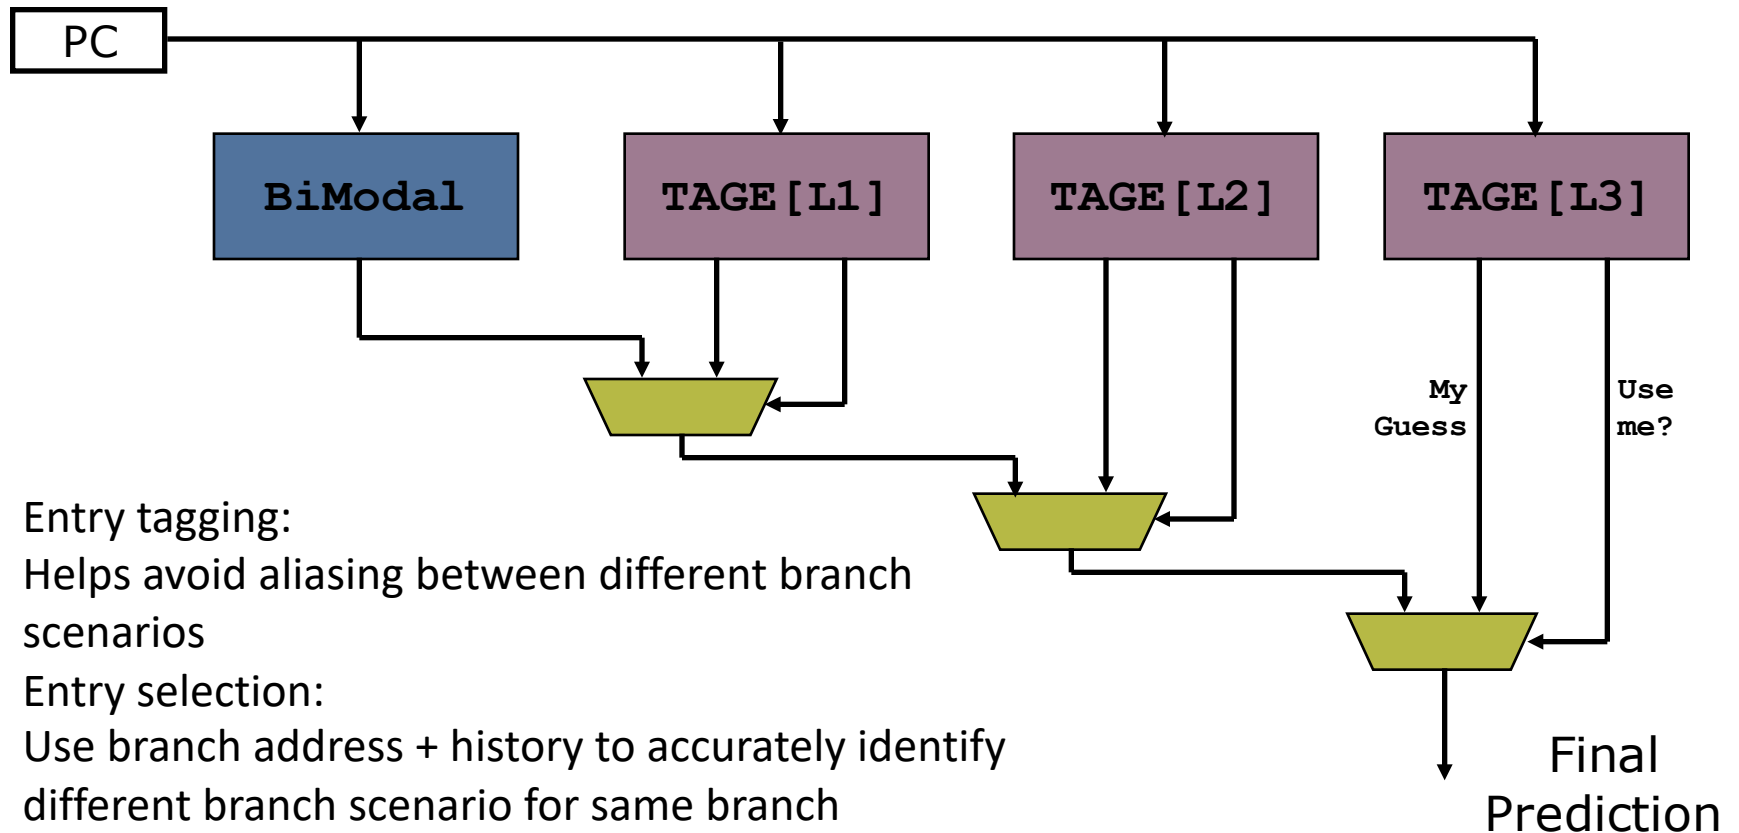 PC
BiModal
TAGE[L1]
TAGE[L2]
TAGE[L3]
My
Guess
Use
me?
Entry tagging:
Helps avoid aliasing between different branch
scenarios
Entry selection:
Use branch address + history to accurately identify
different branch scenario for same branch
Final
Prediction